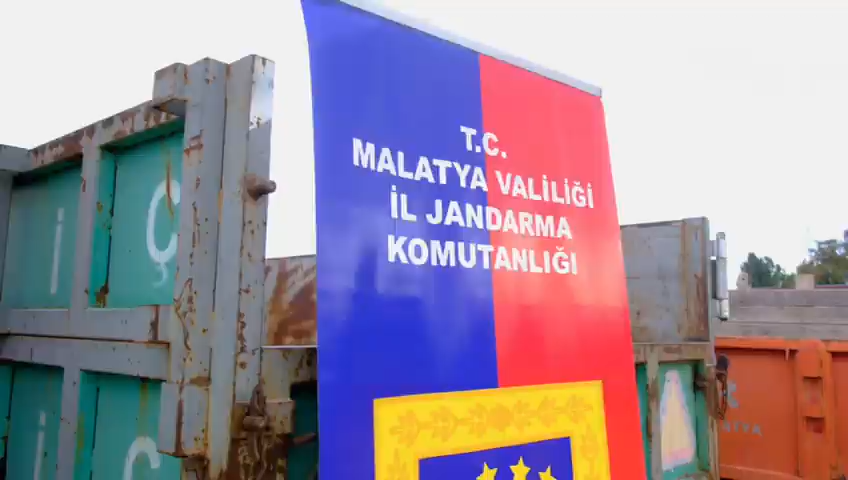 T.C.
MALATYA VALİLİĞİ
İL JANDARMA
KOMUTANLIĞI
İ Ç
İ Ç